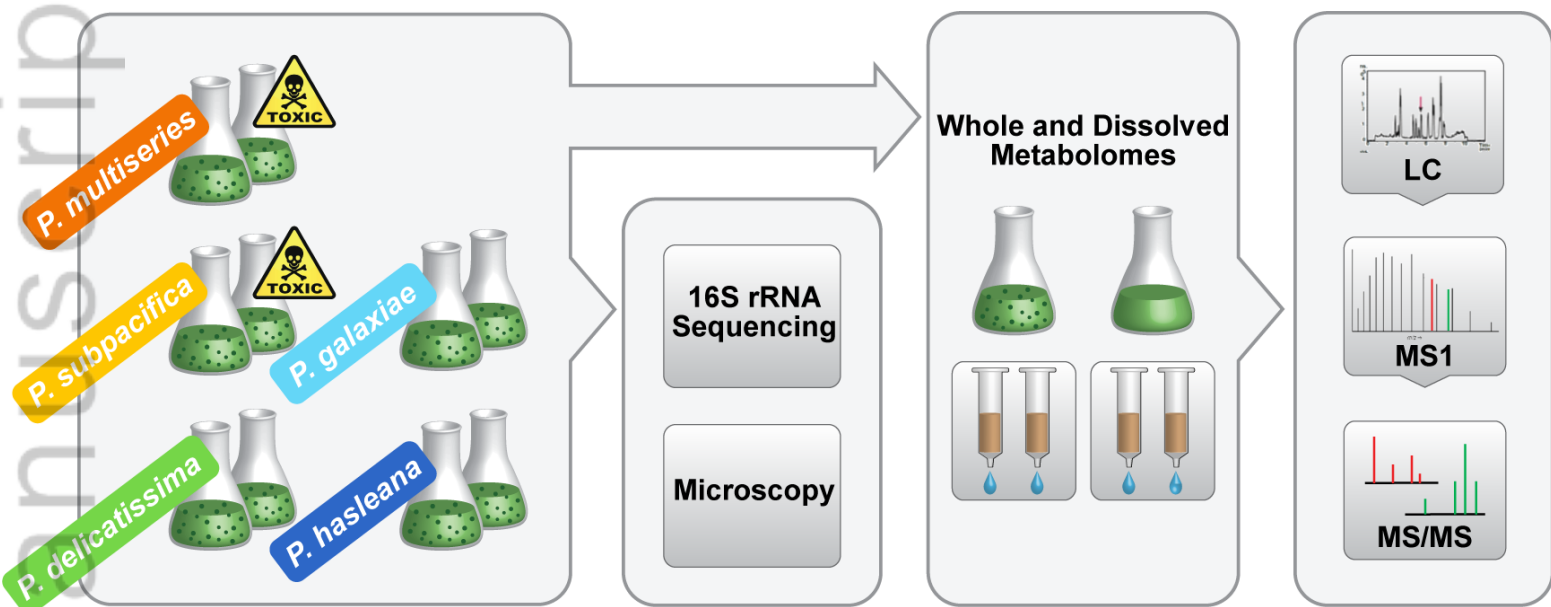 anuscrip
P. multiseries
TOXIC
P. subpacifica
TOXIC
P. galaxiae
P. delicatissima
P. hasleana
16S rRNA
Sequencing
Microscopy
Whole and Dissolved
Metabolomes
LC
MS1
MS/MS